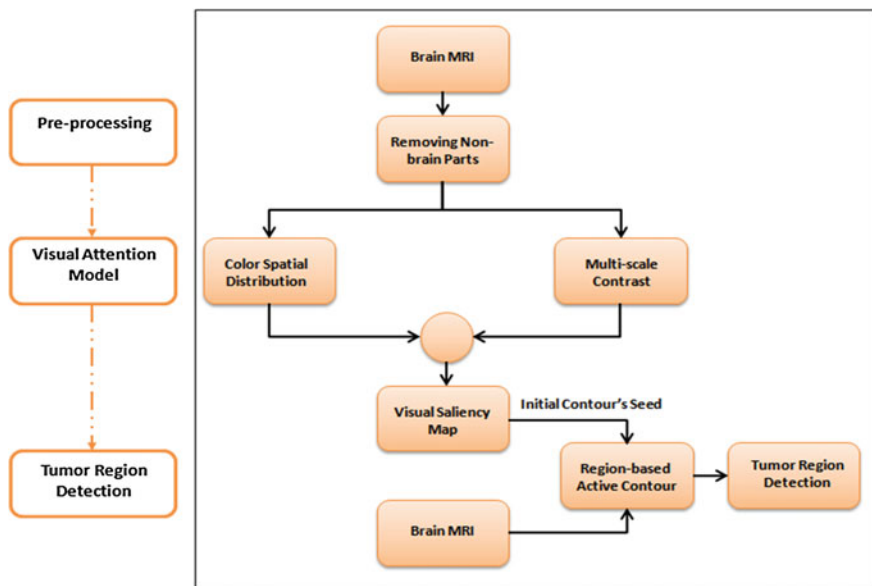 Pre-processing
Visual Attention
Model
Tumor Region
Detection
Brain MRI
Removing Non-
brain Parts
Color Spatial
Distribution
Multi-scale
Contrast
Visual Saliency
Map
Initial Contour's Seed
Region-based
Active Contour
Tumor Region
Detection
Brain MRI